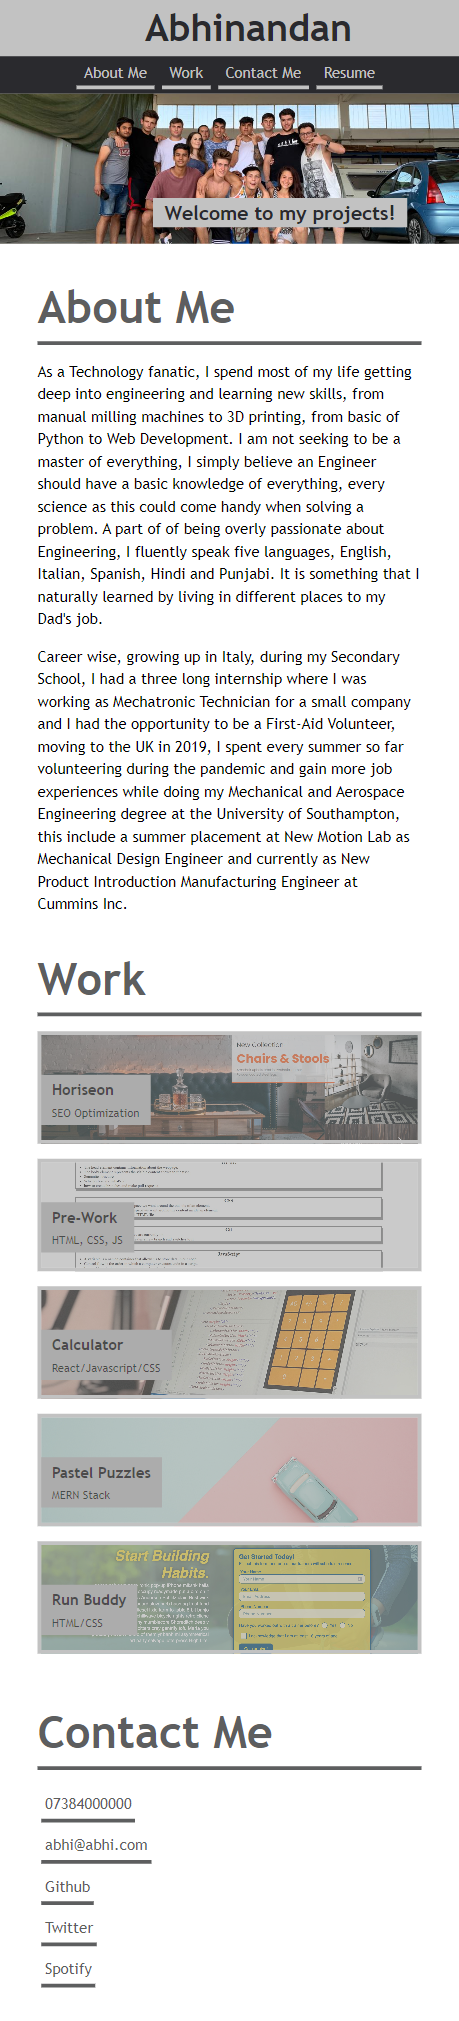 Abhinandan
About Me Work Contact Me Resume
Welcome to my projects!
About Me
As a Technology fanatic, I spend most of my life getting
deep into engineering and learning new skills, from
manual milling machines to 3D printing, from basic of
Python to Web Development. I am not seeking to be a
master of everything, I simply believe an Engineer
should have a basic knowledge of everything, every
science as this could come handy when solving a
problem. A part of of being overly passionate about
Engineering, I fluently speak five languages, English,
Italian, Spanish, Hindi and Punjabi. It is something that I
naturally learned by living in different places to my
Dad's job.
Career wise, growing up in Italy, during my Secondary
School, I had a three long internship where I was
working as Mechatronic Technician for a small company
and I had the opportunity to be a First-Aid Volunteer,
moving to the UK in 2019, I spent every summer so far
volunteering during the pandemic and gain more job
experiences while doing my Mechanical and Aerospace
Engineering degree at the University of Southampton,
this include a summer placement at New Motion Lab as
Mechanical Design Engineer and currently as New
Product Introduction Manufacturing Engineer at
Cummins Inc.
Work
New Collection
Chairs & Stools
Horiseon
SEO Optimization
Pre-Work
HTML, CSS, JS
JavaScript
Calculator
React/Javascript/CSS
Pastel Puzzles
MERN Stack
Start Building
Habits.
Get Started Today!
Run Buddy
HTML/CSS
Contact Me
07384000000
abhi@abhi.com
Github
Twitter
Spotify